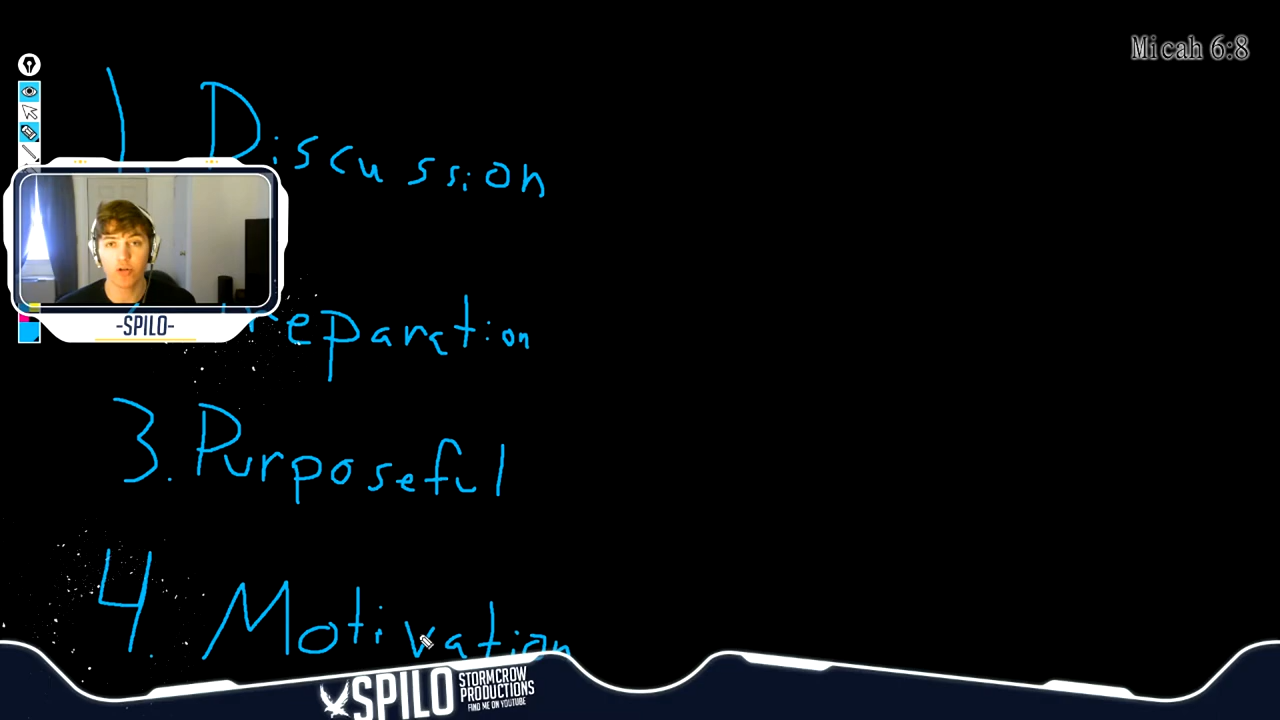 Micah 6:8
1. Discussion
-SPILO-
reparation
3. Purposeful
4. Motivation
SPILO STORMCROW
PRODUCTIONS
FIND ME ON YOUTUBE